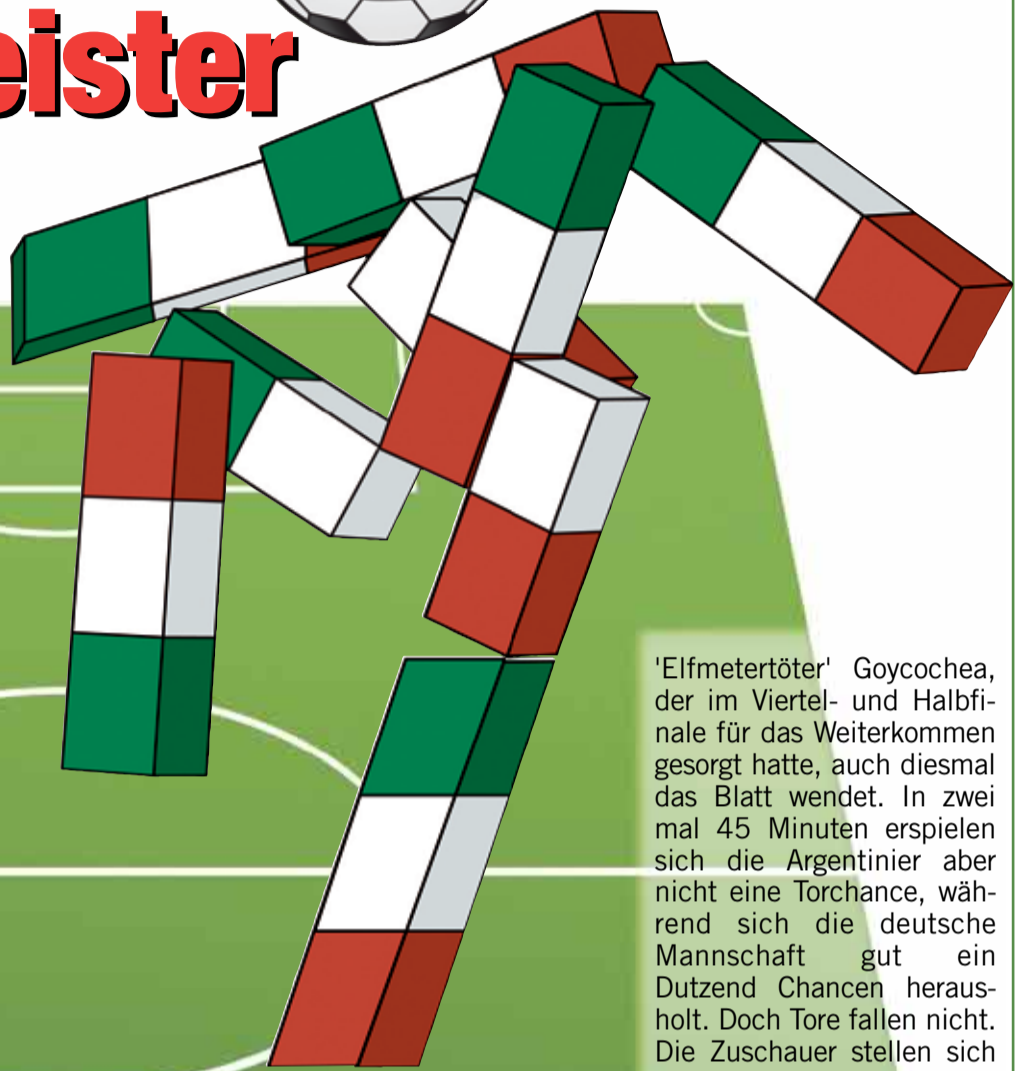 eister
'Elfmetertöter' Goycochea,
der im Viertel- und Halbfi-
nale für das Weiterkommen
gesorgt hatte, auch diesmal
das Blatt wendet. In zwei
mal 45 Minuten erspielen
sich die Argentinier aber
nicht eine Torchance, wäh-
rend sich die deutsche
Mannschaft gut ein
Dutzend Chancen heraus-
holt. Doch Tore fallen nicht.
Die Zuschauer stellen sich